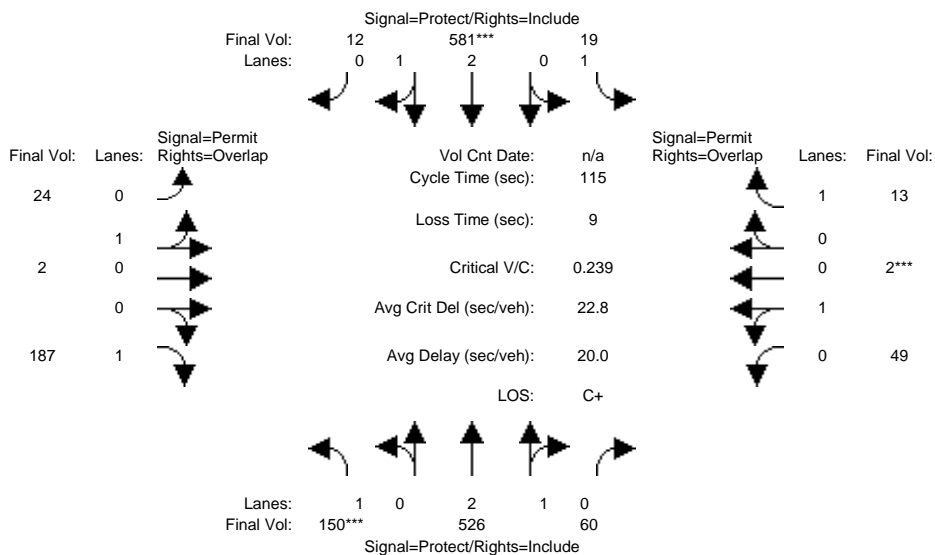 Signal=Protect/Rights=Include
Final Vol: 12 581*** 19
Lanes: 0 1 2 0 1
Signal=Permit Signal=Permit
Final Vol: Lanes: Rights=Overlap Vol Cnt Date: n/a Rights=Overlap Lanes: Final Vol:
Cycle Time (sec): 115
24 0 1 13
Loss Time (sec): 9
1 0
2 0 Critical V/C: 0.239 0 2***
0 Avg Crit Del (sec/veh): 22.8 1
187 1 Avg Delay (sec/veh): 20.0 0 49
LOS: C+
Lanes: 1 0 2 1 0
Final Vol: 150*** 526 60
Signal=Protect/Rights=Include